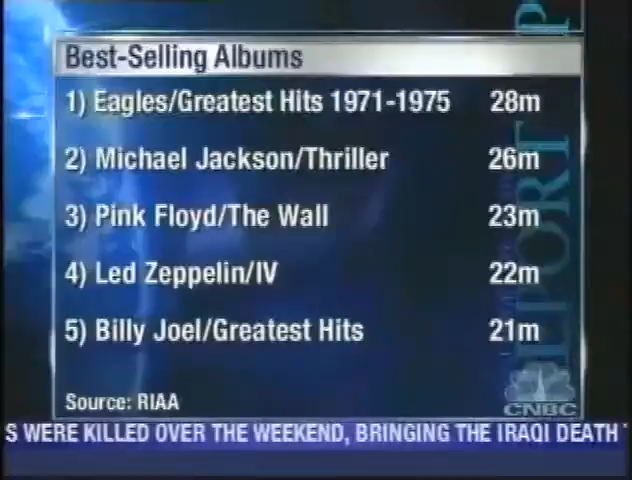 Best-Selling Albums
1) Eagles/Greatest Hits 1971-1975 28m
2) Michael Jackson/Thriller 26m
3) Pink Floyd/The Wall 23m
4) Led Zeppelin/IV 22m
5) Billy Joel/Greatest Hits 21m
Source: RIAA
CNBC
S WERE KILLED OVER THE WEEKEND, BRINGING THE IRAQI DEATH